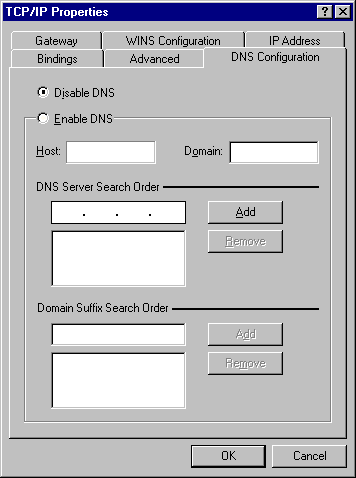 TCP/IP Properties
Gateway WINS Configuration IP Address
Bindings Advanced DNS Configuration
Disable DNS
Enable DNS
Host: Domain:
DNS Server Search Order
. . . Add
Remove
Domain Suffix Search Order
Add
Remove
OK Cancel